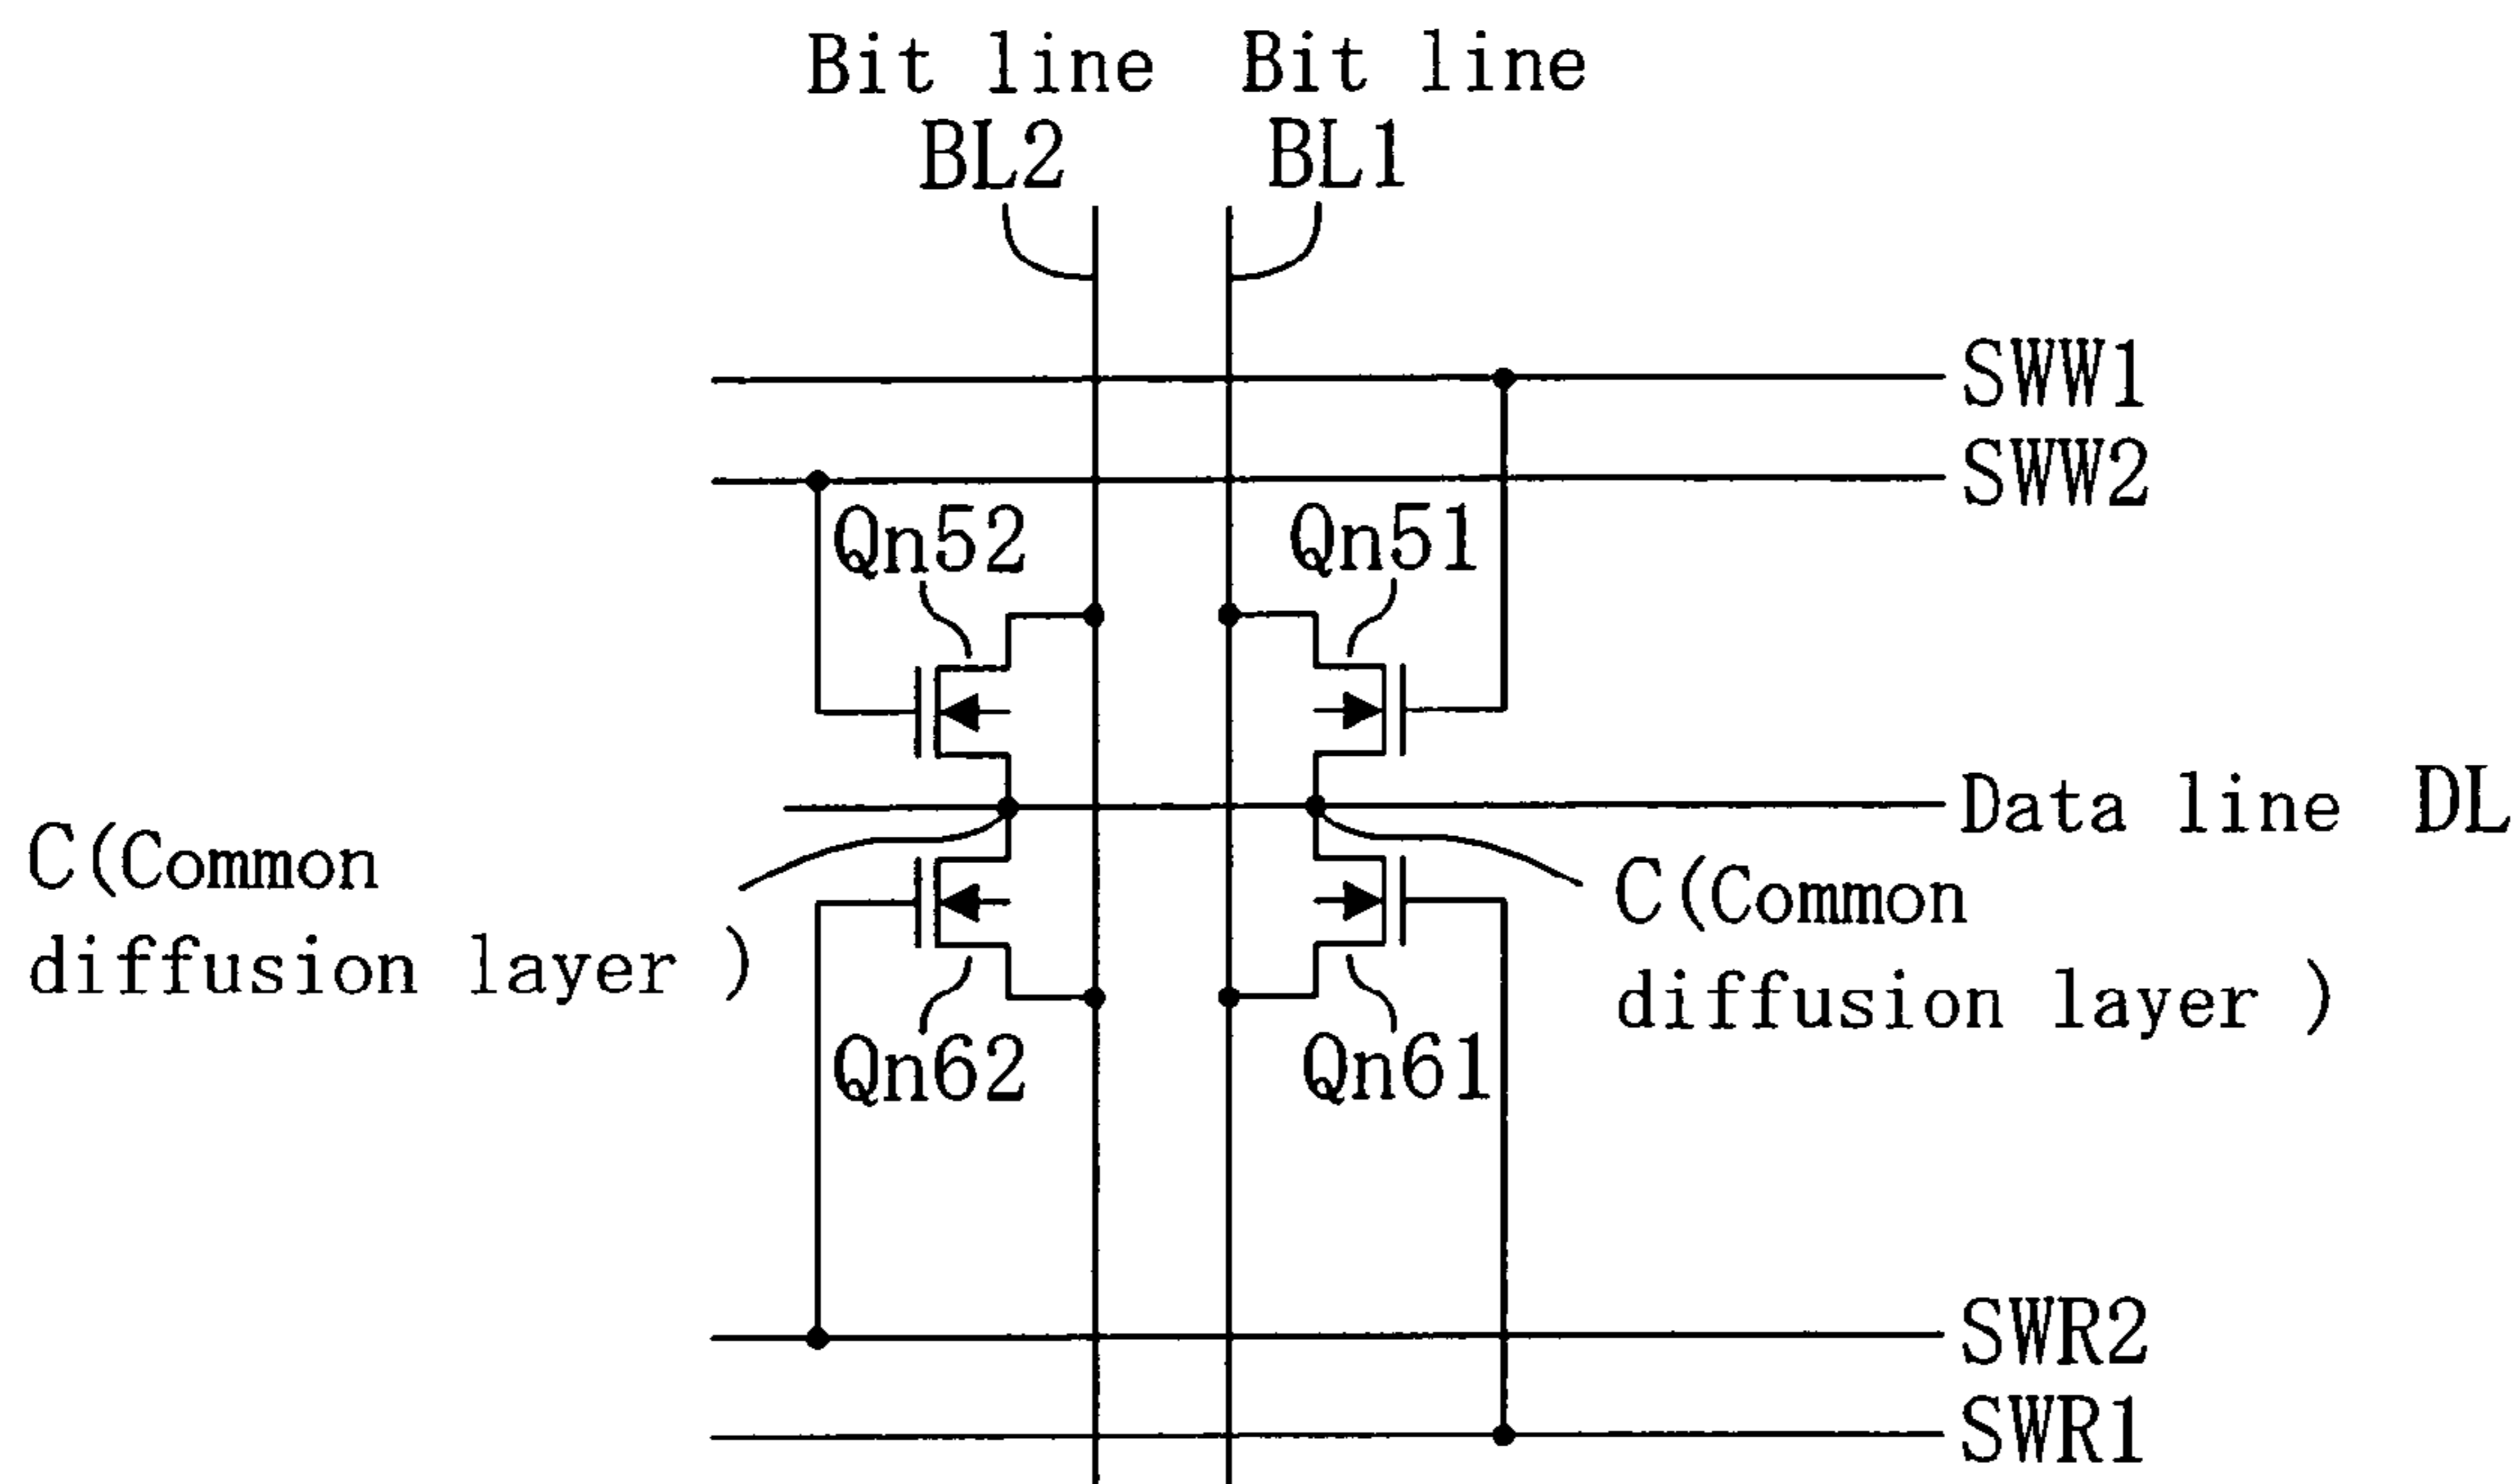 Bit line Bit line
BL2 BL1
SWW1
SWW2
Qn52 Qn51
Data line DL
C(Common
diffusion layer )
C(Common
diffusion layer )
Qn62 Qn61
SWR2
SWR1